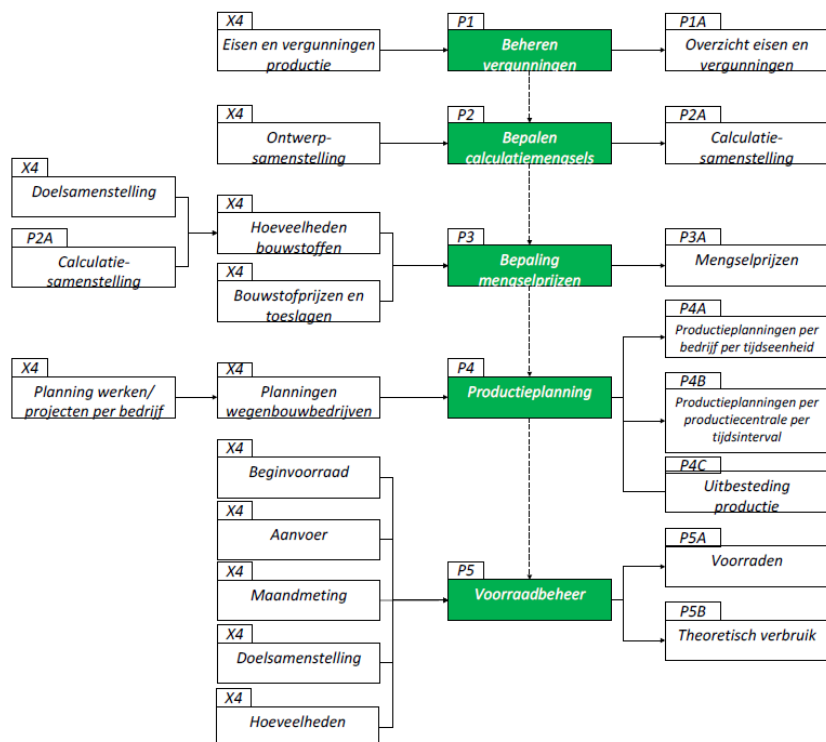 X4
Eisen en vergunningen
productie
P1
Beheren
vergunningen
P1A
Overzicht eisen en
vergunningen
X4
Ontwerp-
samenstelling
P2
Bepalen
calculatiemengsels
P2A
Calculatie-
samenstelling
X4
Doelsamenstelling
P2A
Calculatie-
samenstelling
X4
Hoeveelheden
bouwstoffen
X4
Bouwstofprijzen en
toeslagen
P3
Bepaling
mengselprijzen
P3A
Mengselprijzen
X4
Planning werken/
projecten per bedrijf
X4
Planningen
wegenbouwbedrijven
P4
Productieplanning
P4A
Productieplanningen per
bedrijf per tijdseenheid
P4B
Productieplanningen per
productiecentrale per
tijdsinterval
P4C
Uitbesteding
productie
X4
Beginvoorraad
X4
Aanvoer
X4
Maandmeting
X4
Doelsamenstelling
X4
Hoeveelheden
P5
Voorraadbeheer
P5A
Voorraden
P5B
Theoretisch verbruik